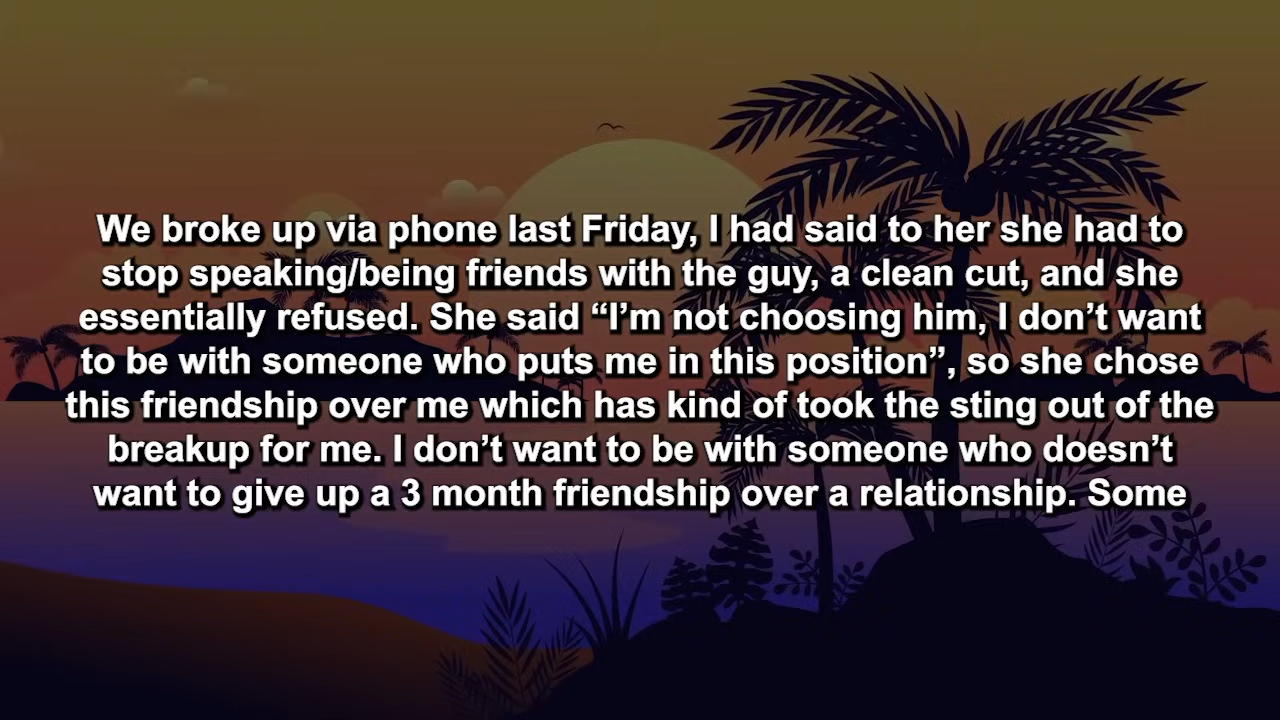 We broke up via phone last Friday, I had said to her she had to
stop speaking/being friends with the guy, a clean cut, and she
essentially refused. She said “I’m not choosing him, I don’t want
to be with someone who puts me in this position”, so she chose
this friendship over me which has kind of took the sting out of the
breakup for me. I don’t want to be with someone who doesn’t
want to give up a 3 month friendship over a relationship. Some